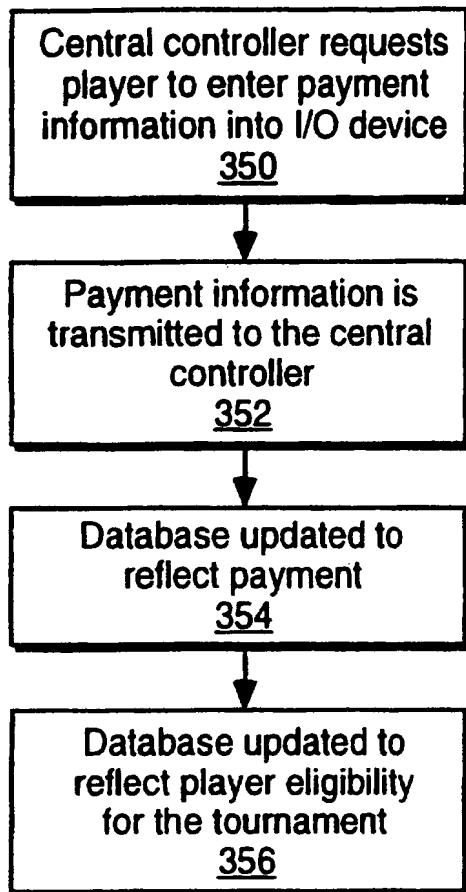 Central controller requests
player to enter payment
information into I/O device
350
Payment information is
transmitted to the central
controller
352
Database updated to
reflect payment
354
Database updated to
reflect player eligibility
for the tournament
356